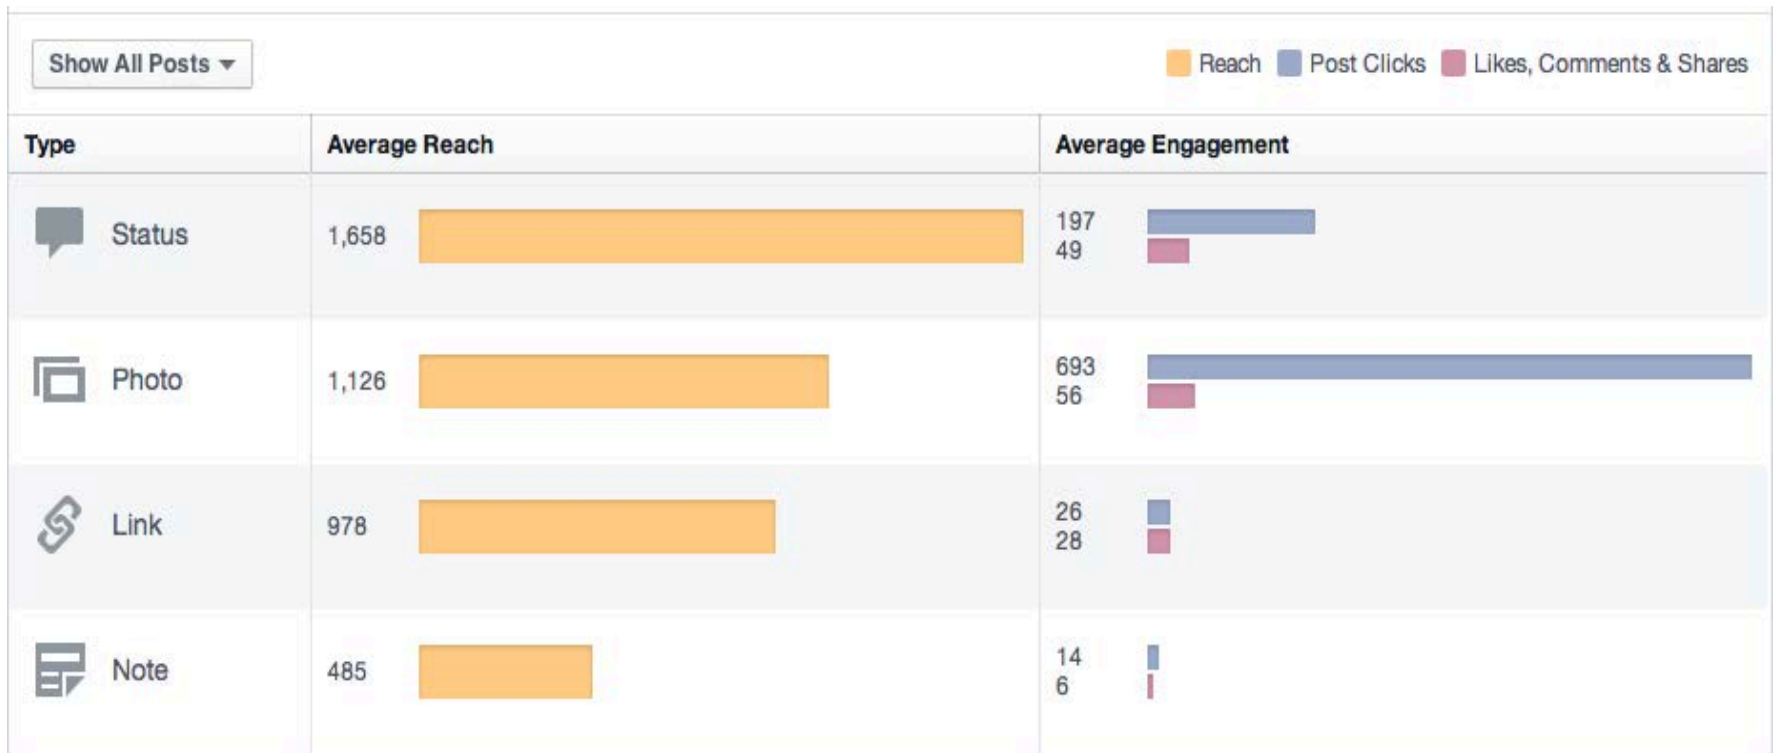 Show All Posts
Reach Post Clicks Likes, Comments & Shares
Type Average Reach Average Engagement
Status 1,658 197
49
Photo 1,126 693
56
Link 978 26
28
Note 485 14
6